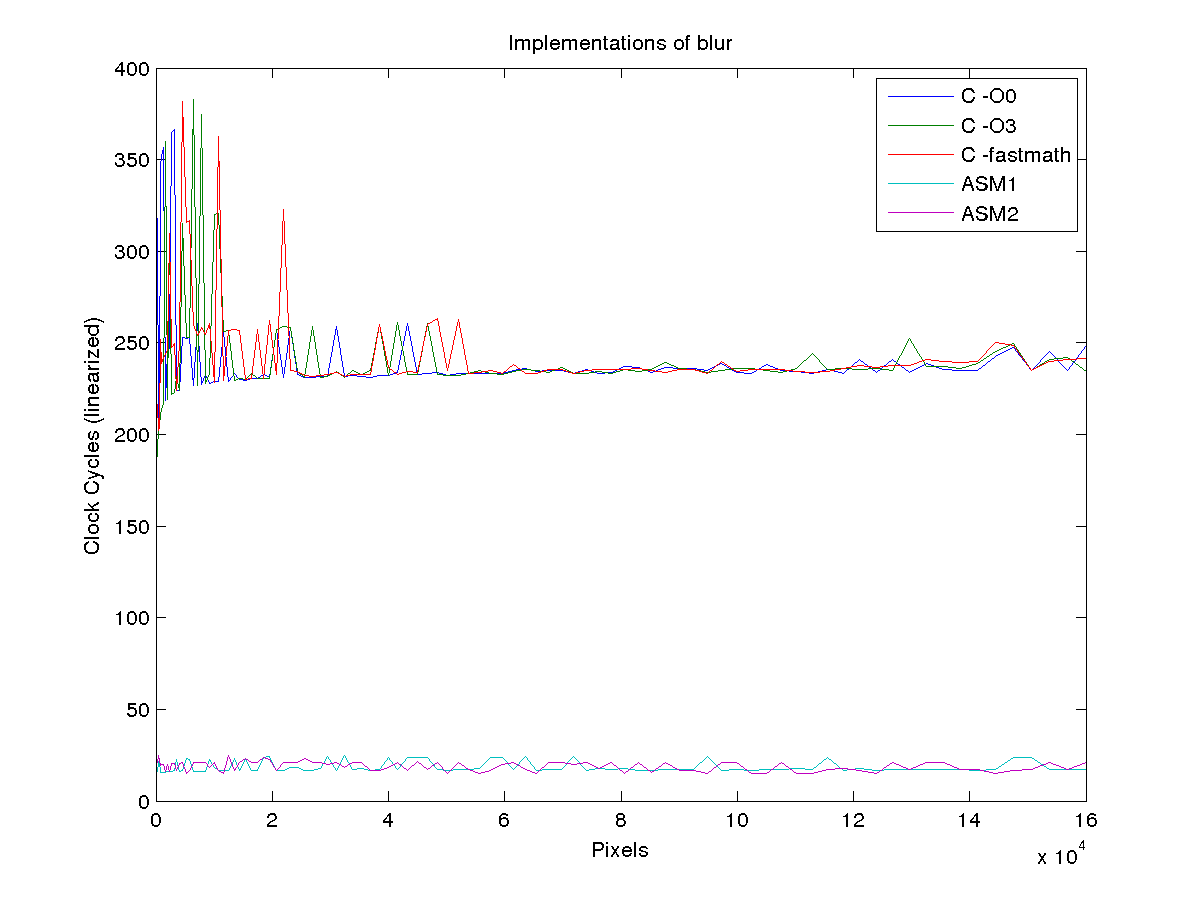 Implementations of blur
400
350
300
250
200
150
100
50
0
Clock Cycles (linearized)
C -O0
C -O3
C -fastmath
ASM1
ASM2
0 2 4 6 8 10 12 14 16
x 10^4
Pixels